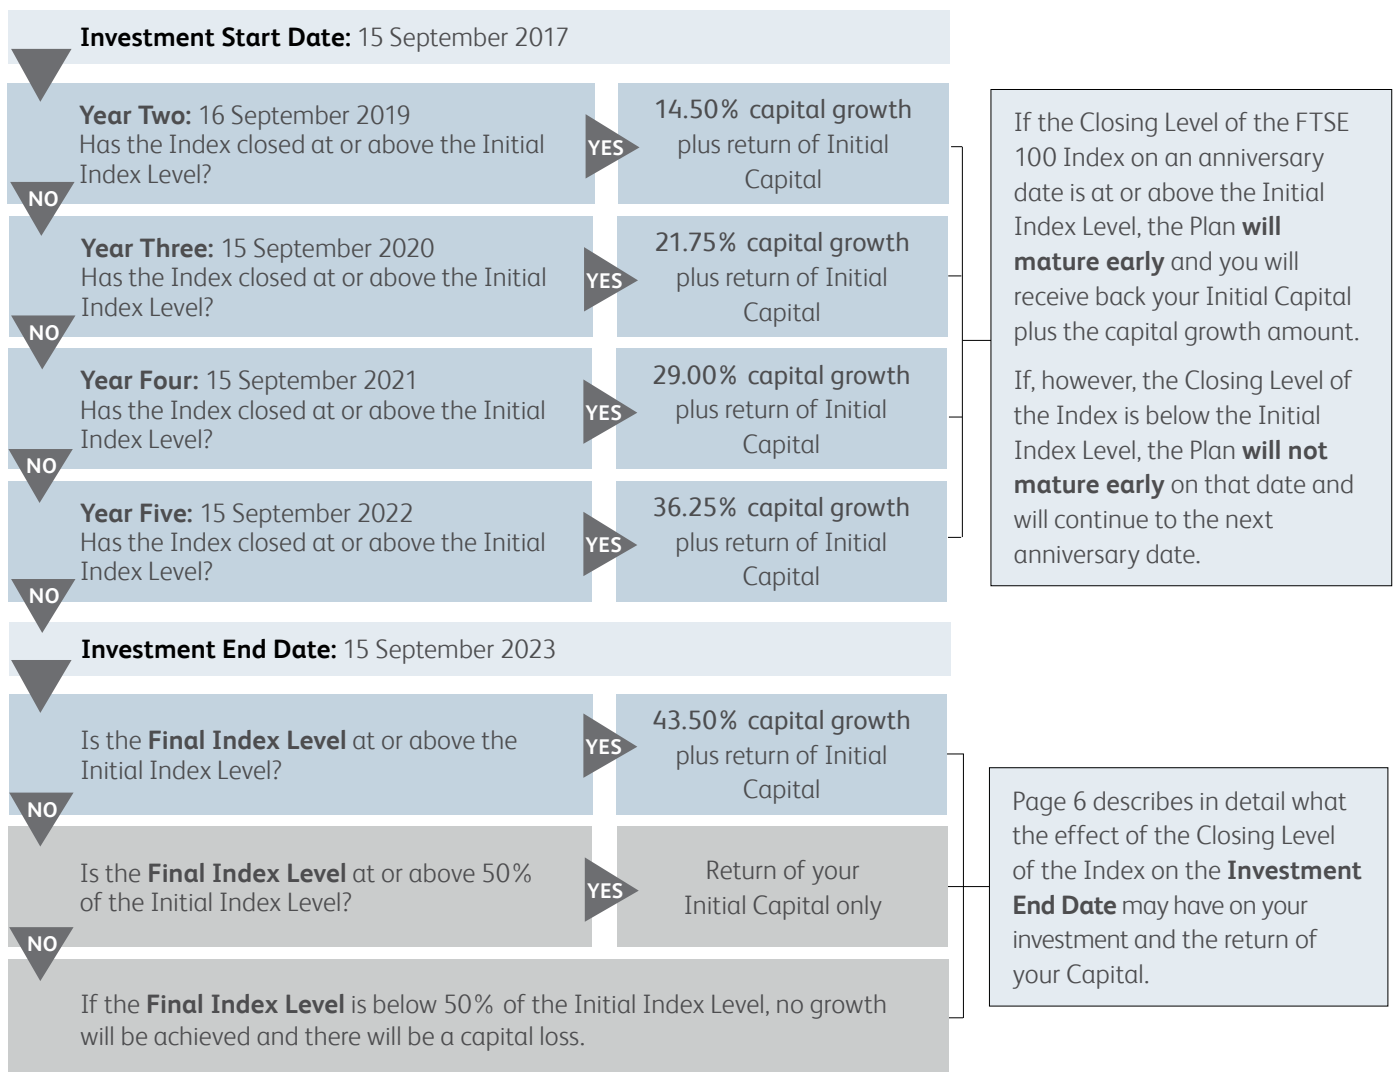 Investment Start Date: 15 September 2017
Year Two: 16 September 2019
Has the Index closed at or above the Initial
Index Level?
YES
14.50% capital growth
plus return of Initial
Capital
NO
Year Three: 15 September 2020
Has the Index closed at or above the Initial
Index Level?
YES
21.75% capital growth
plus return of Initial
Capital
NO
Year Four: 15 September 2021
Has the Index closed at or above the Initial
Index Level?
YES
29.00% capital growth
plus return of Initial
Capital
NO
Year Five: 15 September 2022
Has the Index closed at or above the Initial
Index Level?
YES
36.25% capital growth
plus return of Initial
Capital
NO
If the Closing Level of the FTSE
100 Index on an anniversary
date is at or above the Initial
Index Level, the Plan will
mature early and you will
receive back your Initial Capital
plus the capital growth amount.
If, however, the Closing Level of
the Index is below the Initial
Index Level, the Plan will not
mature early on that date and
will continue to the next
anniversary date.
Investment End Date: 15 September 2023
Is the Final Index Level at or above the
Initial Index Level?
YES
43.50% capital growth
plus return of Initial
Capital
NO
Is the Final Index Level at or above 50%
of the Initial Index Level?
YES
Return of your
Initial Capital only
NO
If the Final Index Level is below 50% of the Initial Index Level, no growth
will be achieved and there will be a capital loss.
Page 6 describes in detail what
the effect of the Closing Level
of the Index on the Investment
End Date may have on your
investment and the return of
your Capital.